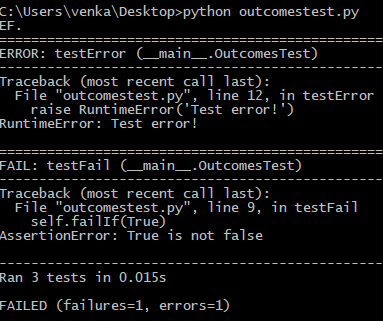 C:\Users\venka\Desktop>python outcomestest.py
EF.
======================================================
ERROR: testError (__main__.OutcomesTest)
------------------------------------------------------
Traceback (most recent call last):
  File "outcomestest.py", line 12, in testError
    raise RuntimeError('Test error!')
RuntimeError: Test error!

======================================================
FAIL: testFail (__main__.OutcomesTest)
------------------------------------------------------
Traceback (most recent call last):
  File "outcomestest.py", line 9, in testFail
    self.failIf(True)
AssertionError: True is not false

------------------------------------------------------
Ran 3 tests in 0.015s

FAILED (failures=1, errors=1)